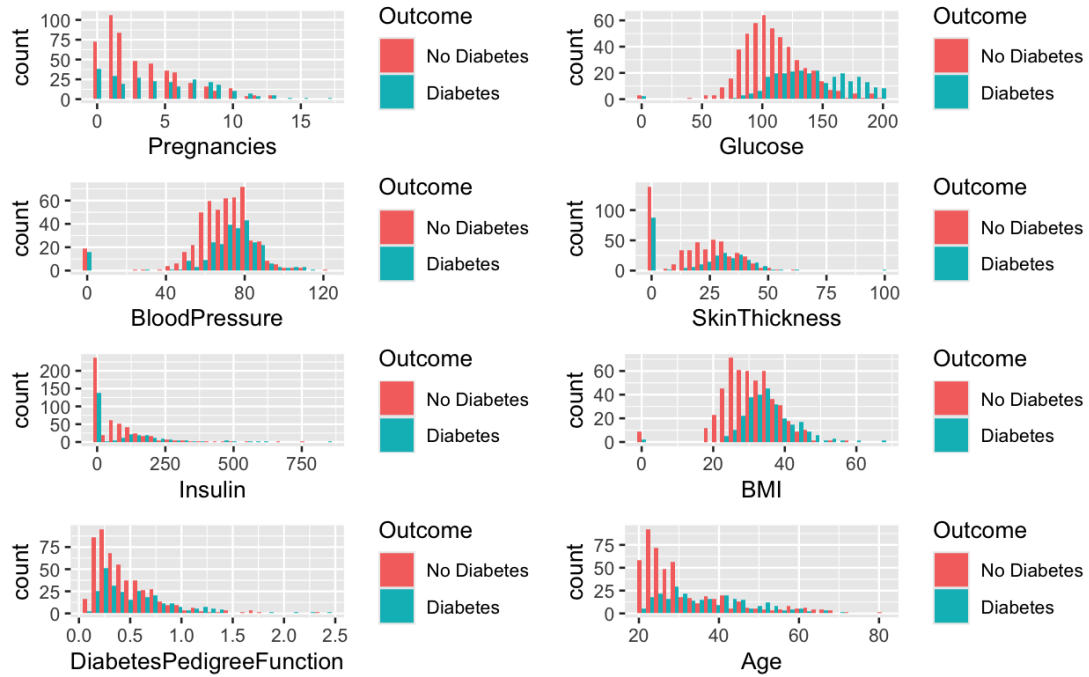 count
100
75
50
25
0
0
5
10
15
Pregnancies
Outcome
No Diabetes
Diabetes
count
60
40
20
0
0
50
100
150
200
Glucose
Outcome
No Diabetes
Diabetes
count
60
40
20
0
0
40
80
120
BloodPressure
Outcome
No Diabetes
Diabetes
count
100
50
0
0
25
50
75
100
SkinThickness
Outcome
No Diabetes
Diabetes
count
200
150
100
50
0
0
250
500
750
Insulin
Outcome
No Diabetes
Diabetes
count
60
40
20
0
0
20
40
60
BMI
Outcome
No Diabetes
Diabetes
count
75
50
25
0
0.0
0.5
1.0
1.5
2.0
2.5
DiabetesPedigreeFunction
Outcome
No Diabetes
Diabetes
count
75
50
25
0
20
40
60
80
Age
Outcome
No Diabetes
Diabetes